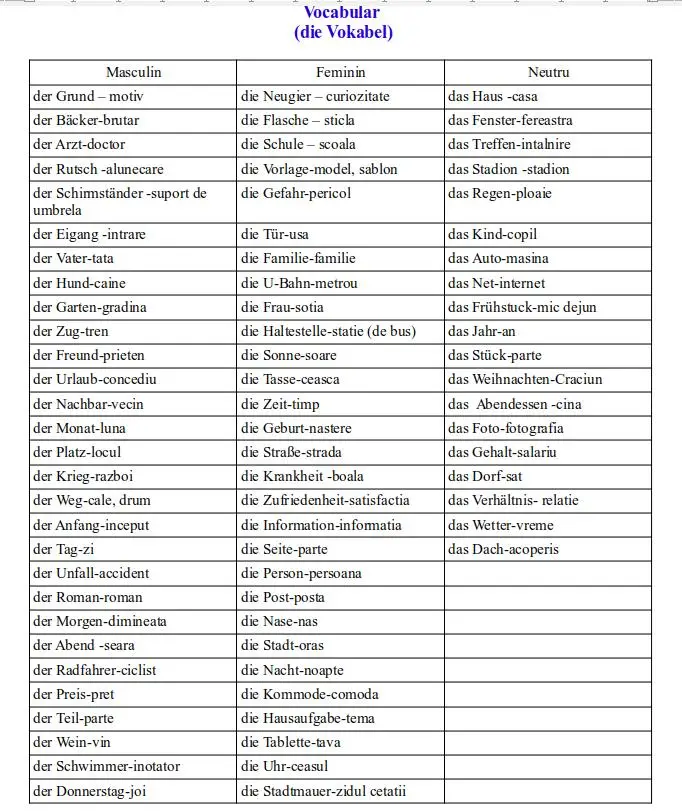 Vocabular
(die Vokabel)
Masculin Feminin Neutru
der Grund – motiv die Neugier – curiozitate das Haus -casa
der Bäcker-brutar die Flasche – sticla das Fenster-fereastra
der Arzt-doctor die Schule – scoala das Treffen-intalnire
der Rutsch -alunecare die Vorlage-model, sablon das Stadion -stadion
der Schirmständer -suport de die Gefahr-pericol das Regen-ploaie
umbrela
der Eigang -intrare die Tür-usa das Kind-copil
der Vater-tata die Familie-familie das Auto-masina
der Hund-caine die U-Bahn-metrou das Net-internet
der Garten-gradina die Frau-sotia das Frühstuck-mic dejun
der Zug-tren die Haltestelle-statie (de bus) das Jahr-an
der Freund-prieten die Sonne-soare das Stück-parte
der Urlaub-concediu die Tasse-ceasca das Weihnachten-Craciun
der Nachbar-vecin die Zeit-timp das Abendessen -cina
der Monat-luna die Geburt-nastere das Foto-fotografia
der Platz-locul die Straße-strada das Gehalt-salariu
der Krieg-razboi die Krankheit -boala das Dorf-sat
der Weg-cale, drum die Zufriedenheit-satisfactia das Verhältnis- relatie
der Anfang-inceput die Information-informatia das Wetter-vreme
der Tag-zi die Seite-parte das Dach-acoperis
der Unfall-accident die Person-persoana
der Roman-roman die Post-posta
der Morgen-dimineata die Nase-nas
der Abend -seara die Stadt-oras
der Radfahrer-ciclist die Nacht-noapte
der Preis-pret die Kommode-comoda
der Teil-parte die Hausaufgabe-tema
der Wein-vin die Tablette-tava
der Schwimmer-inotator die Uhr-ceasul
der Donnerstag-joi die Stadtmauer-zidul cetatii